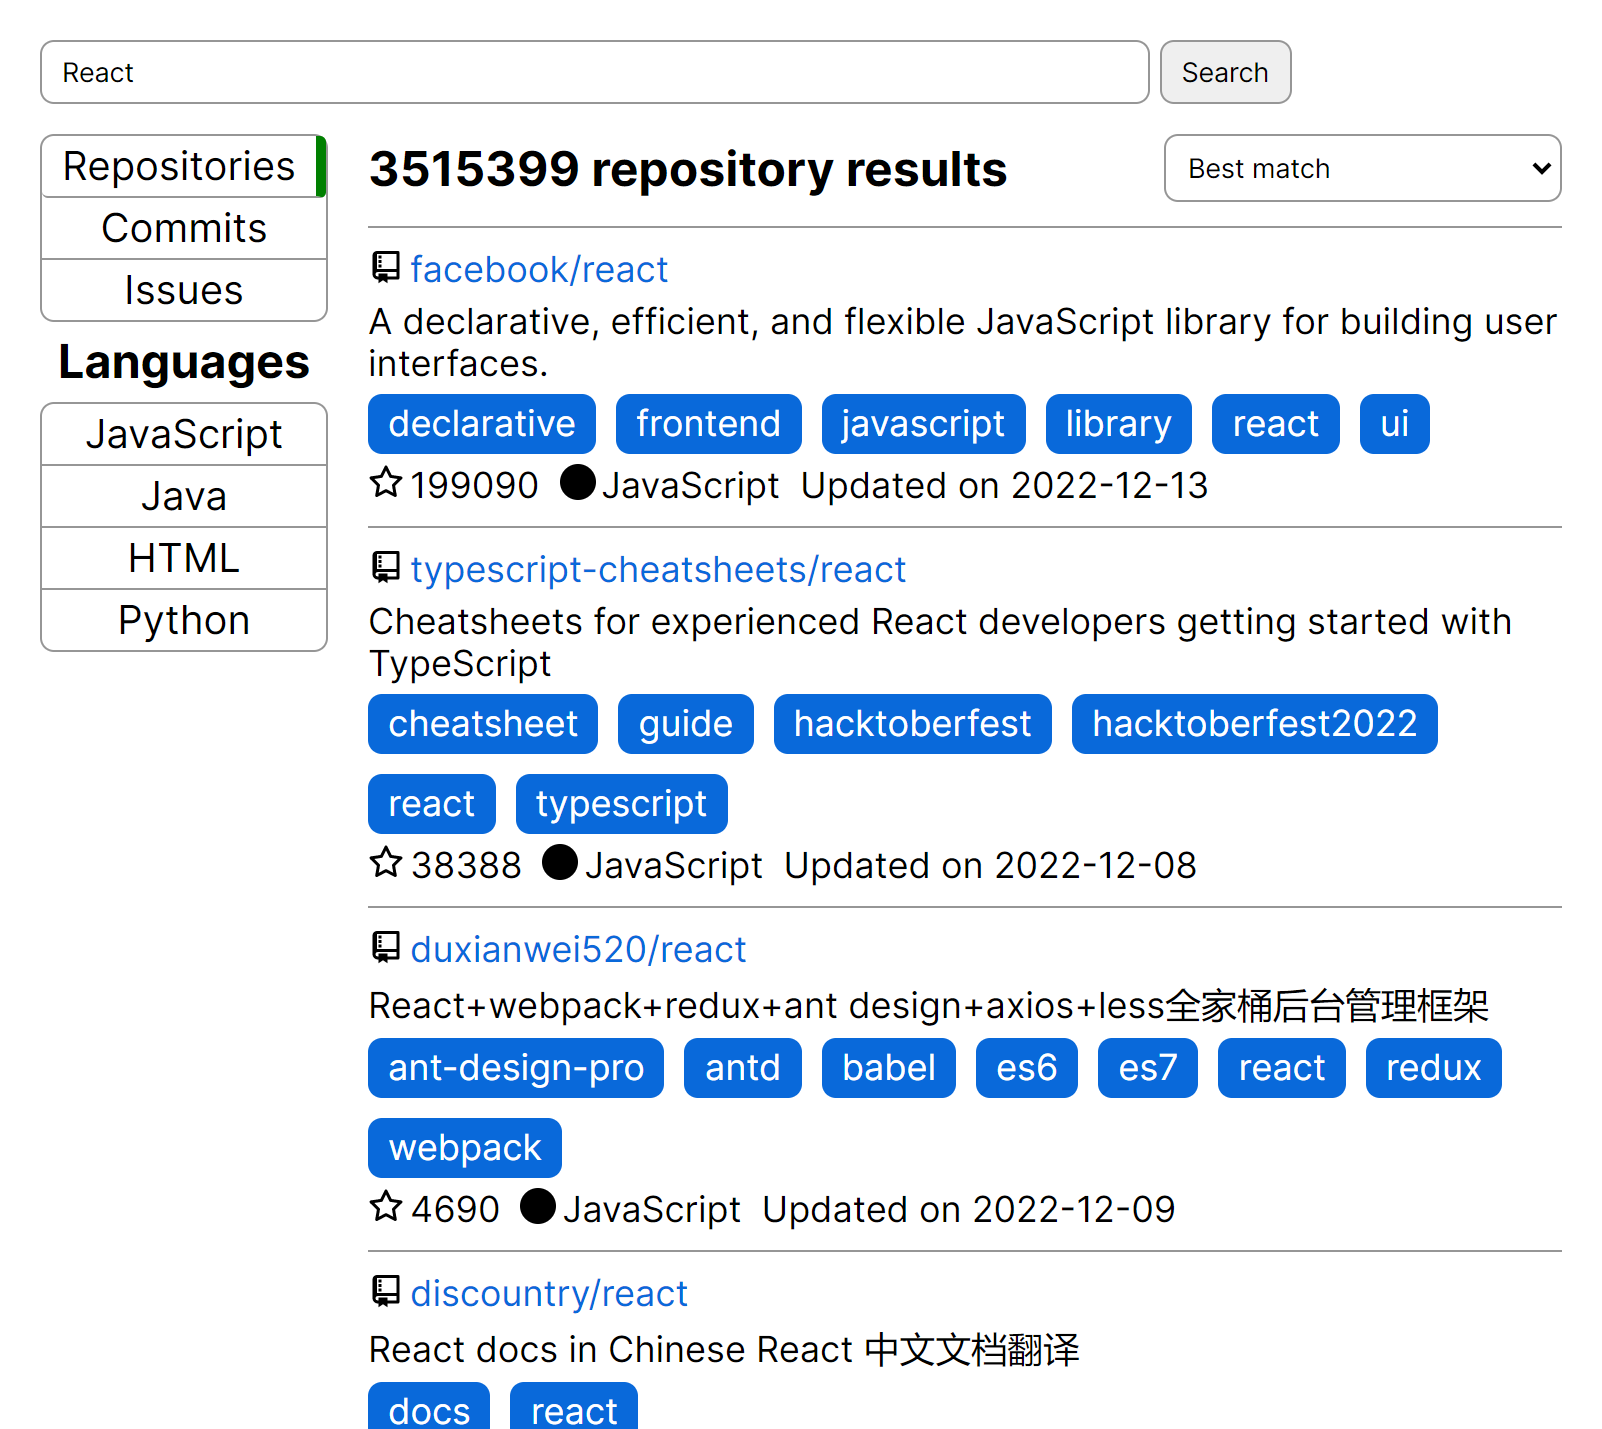 React
Search
Repositories
Commits
Issues
Languages
JavaScript
Java
HTML
Python
3515399 repository results
Best match
facebook/react
A declarative, efficient, and flexible JavaScript library for building user
interfaces.
declarative frontend javascript library react ui
199090 JavaScript Updated on 2022-12-13
typescript-cheatsheets/react
Cheatsheets for experienced React developers getting started with
TypeScript
cheatsheet guide hacktoberfest hacktoberfest2022
react typescript
38388 JavaScript Updated on 2022-12-08
duxianwei520/react
React+webpack+redux+ant design+axios+less全家桶后台管理框架
ant-design-pro antd babel es6 es7 react redux
webpack
4690 JavaScript Updated on 2022-12-09
discountry/react
React docs in Chinese React 中文文档翻译
docs react